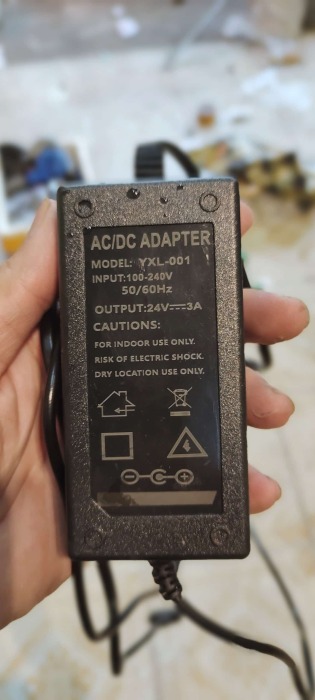 AC/DC ADAPTER
MODEL: YXL-001
INPUT:100-240V
50/60Hz
OUTPUT:24V⎓3A
CAUTIONS:
FOR INDOOR USE ONLY.
RISK OF ELECTRIC SHOCK.
DRY LOCATION USE ONLY.